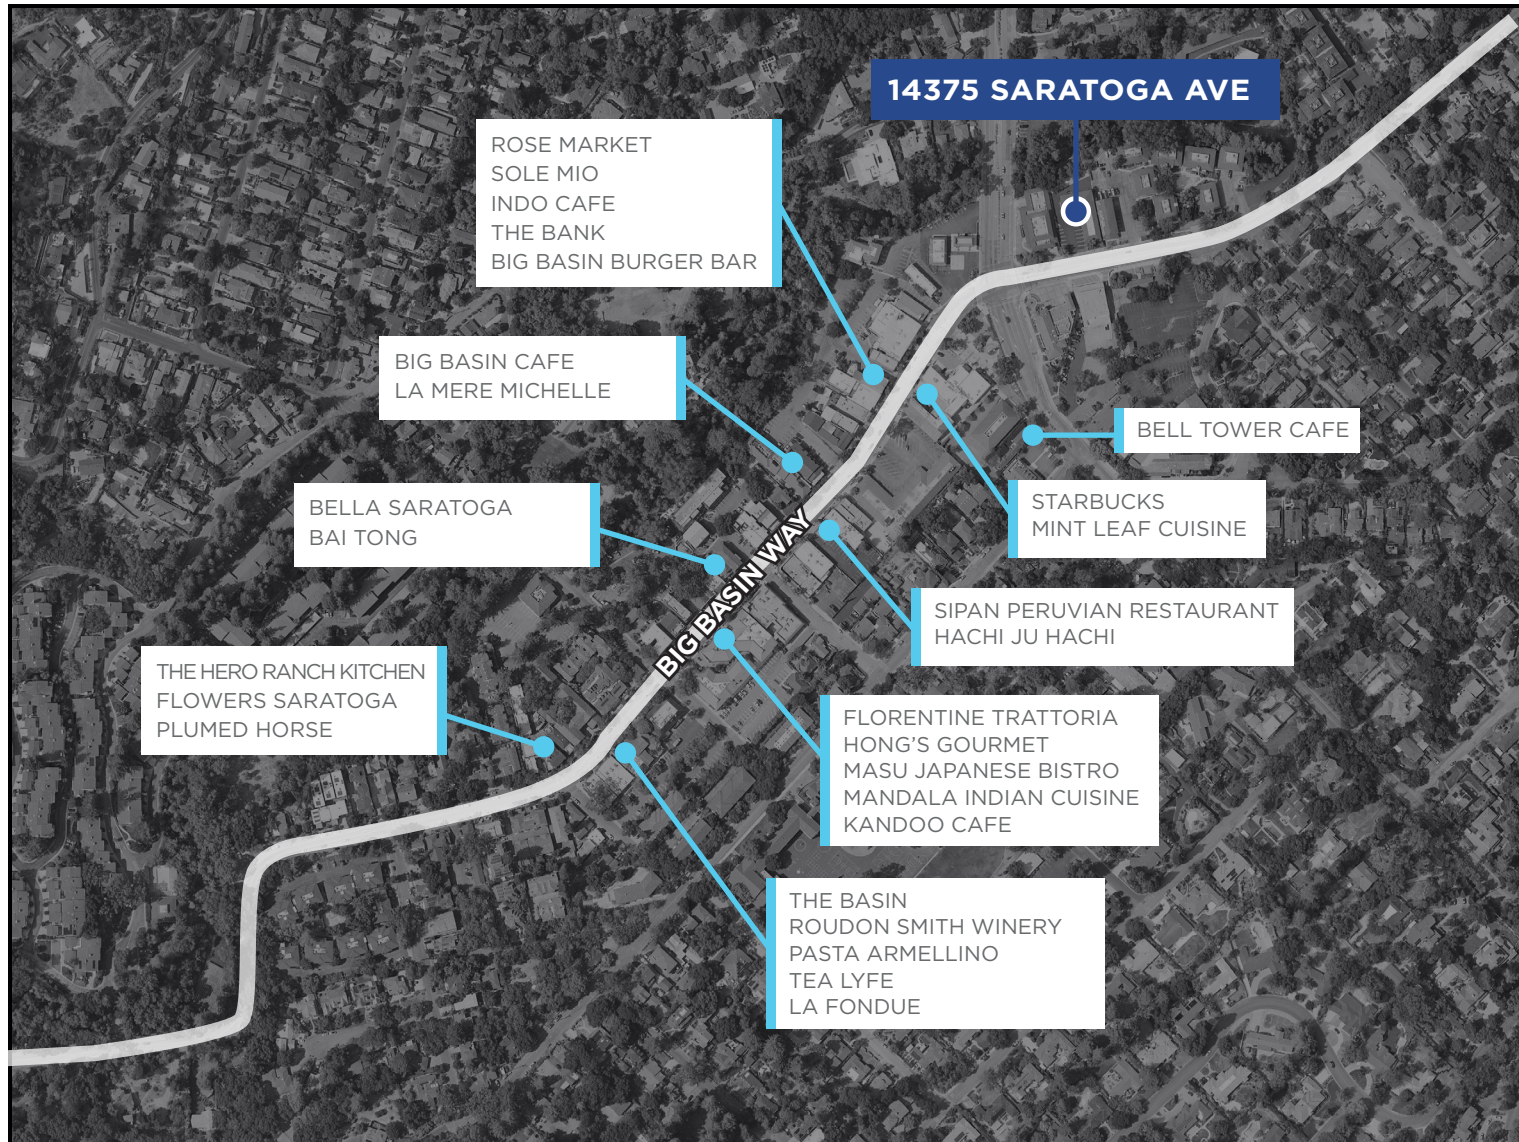 14375 SARATOGA AVE
ROSE MARKET
SOLE MIO
INDO CAFE
THE BANK
BIG BASIN BURGER BAR
BIG BASIN CAFE
LA MERE MICHELLE
BELL TOWER CAFE
BELLA SARATOGA
BAI TONG
STARBUCKS
MINT LEAF CUISINE
BIG BASIN WAY
SIPAN PERUVIAN RESTAURANT
HACHI JU HACHI
THE HERO RANCH KITCHEN
FLOWERS SARATOGA
PLUMED HORSE
FLORENTINE TRATTORIA
HONG’S GOURMET
MASU JAPANESE BISTRO
MANDALA INDIAN CUISINE
KANDOO CAFE
THE BASIN
ROUDON SMITH WINERY
PASTA ARMELLINO
TEA LYFE
LA FONDUE